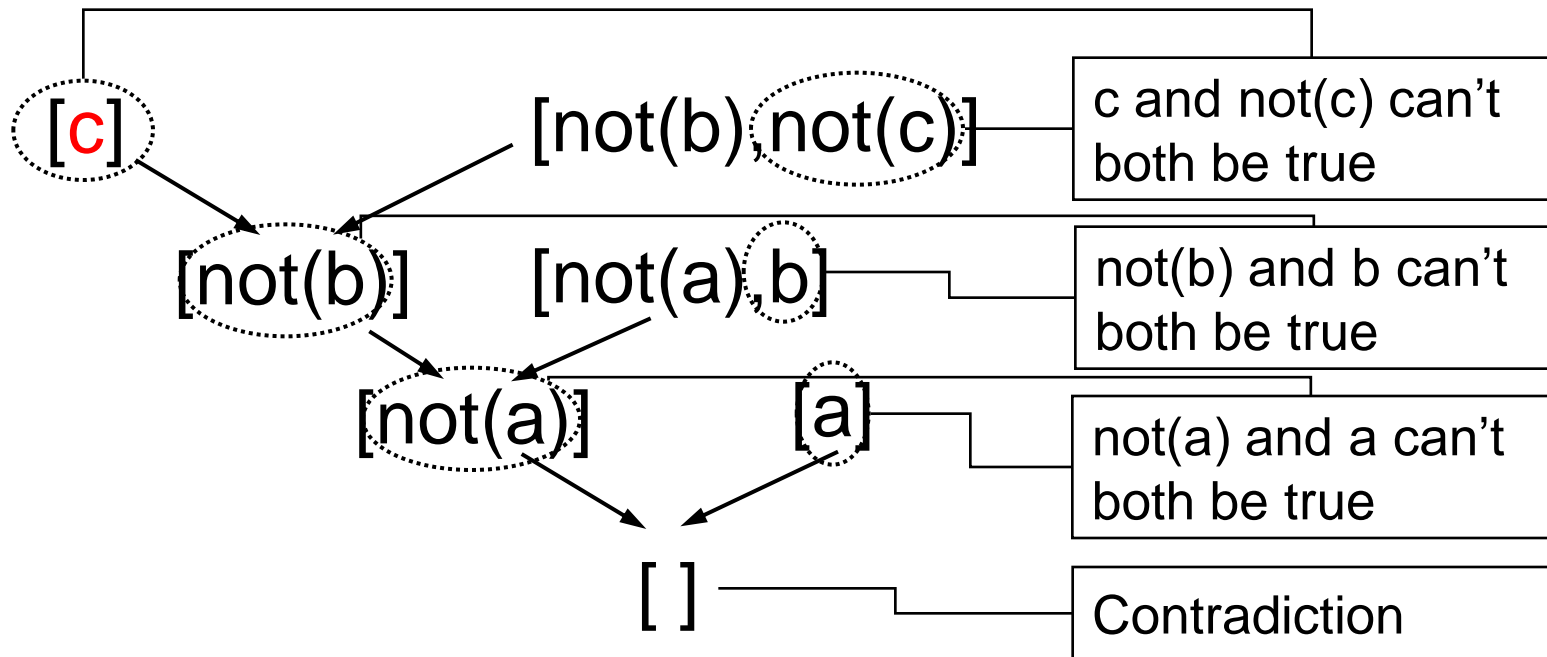 [c]
[not(b),not(c)]
c and not(c) can’t
both be true
[not(b)]
[not(a),b]
not(b) and b can’t
both be true
[not(a)]
[a]
not(a) and a can’t
both be true
[ ]
Contradiction